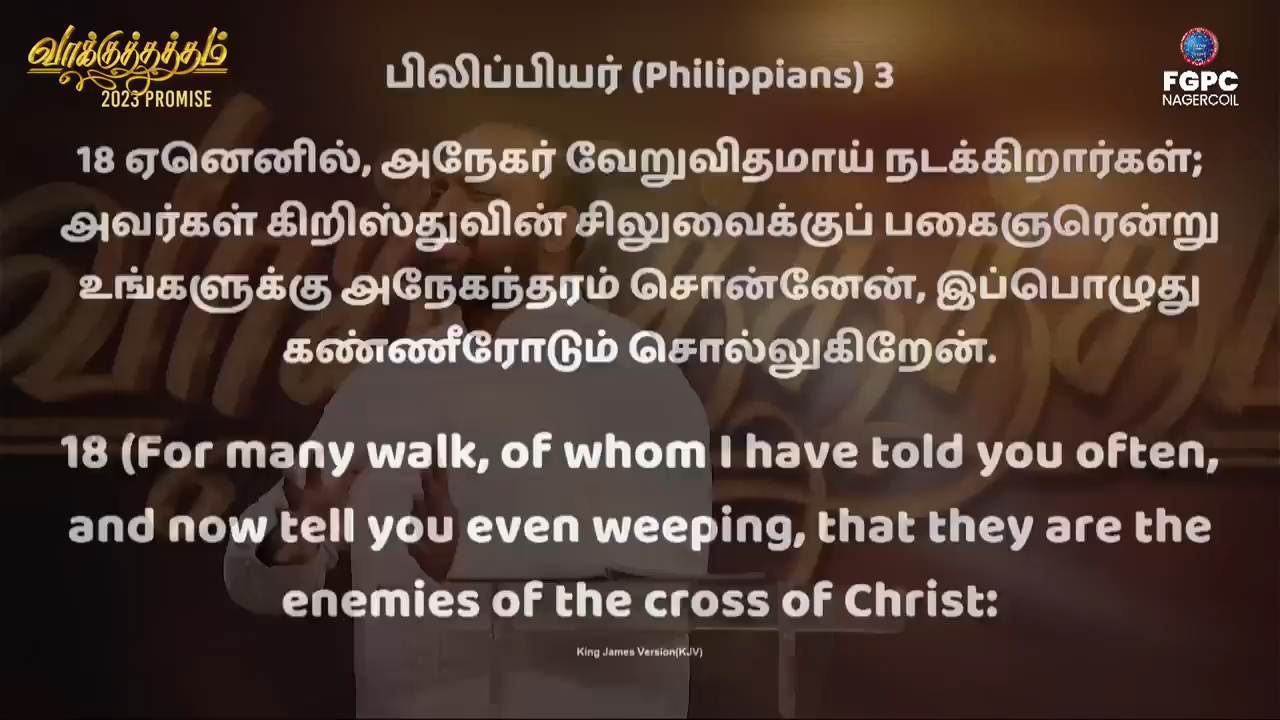 வாக்குத்தத்தம்
2023 PROMISE
FGPC
NAGERCOIL
பிலிப்பியர் (Philippians) 3
18 ஏனெனில், அநேகர் வேறுவிதமாய் நடக்கிறார்கள்;
அவர்கள் கிறிஸ்துவின் சிலுவைக்குப் பகைஞரென்று
உங்களுக்கு அநேகந்தரம் சொன்னேன், இப்பொழுது
கண்ணீரோடும் சொல்லுகிறேன்.
18 (For many walk, of whom I have told you often,
and now tell you even weeping, that they are the
enemies of the cross of Christ:
King James Version(KJV)